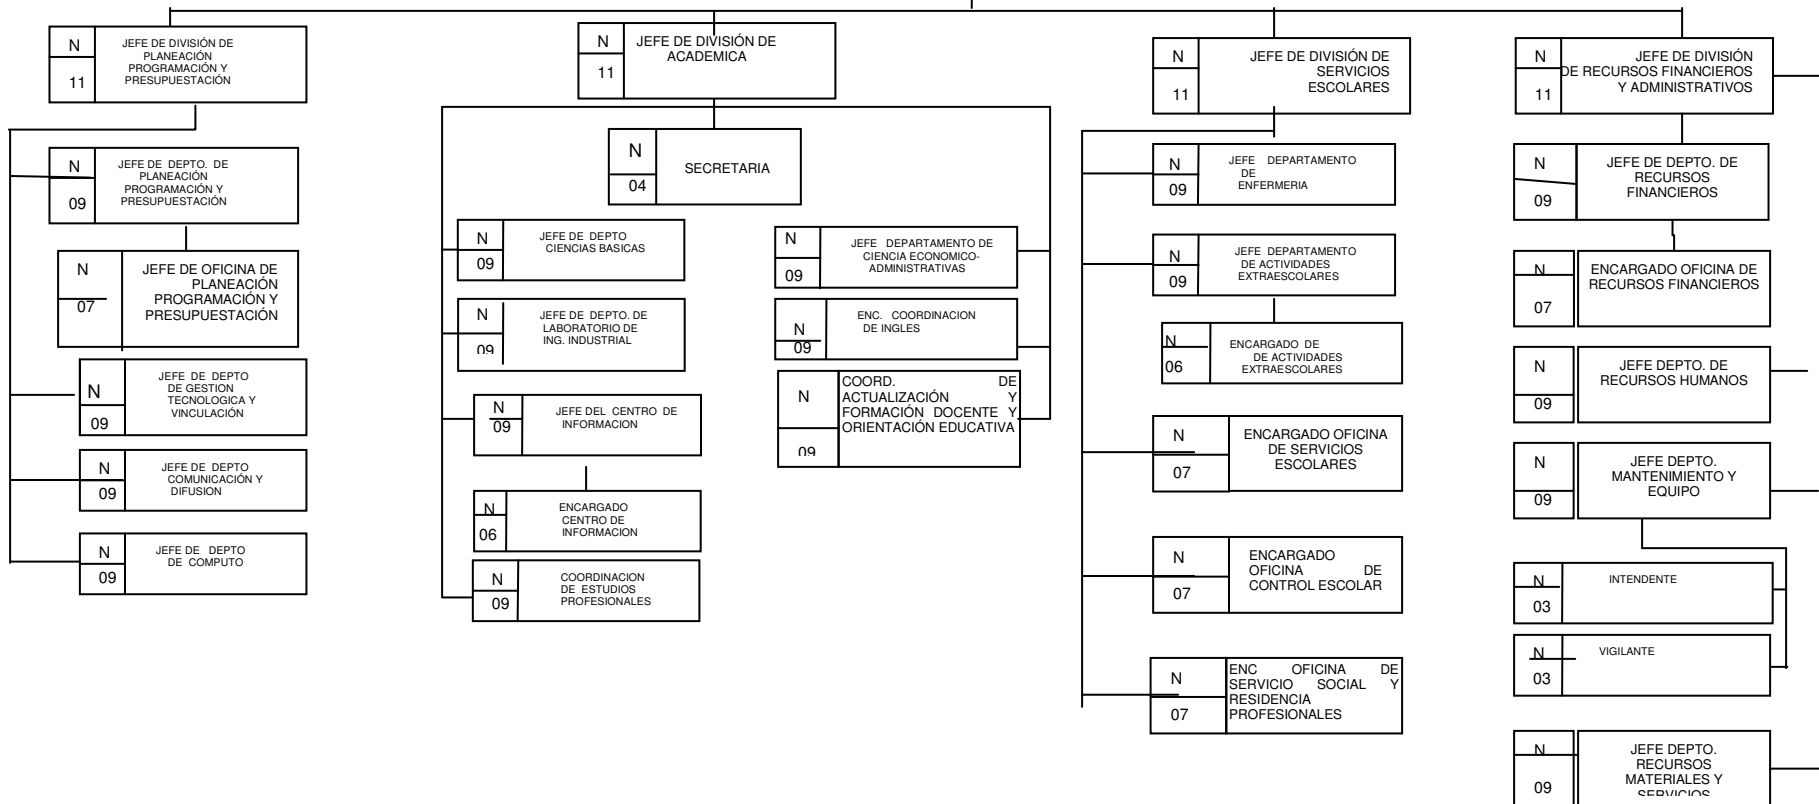 N
11
JEFE DE DIVISIÓN DE
PLANEACIÓN
PROGRAMACIÓN Y
PRESUPUESTACIÓN
N
09
JEFE DE DEPTO. DE
PLANEACIÓN
PROGRAMACIÓN Y
PRESUPUESTACIÓN
N
07
JEFE DE OFICINA DE
PLANEACIÓN
PROGRAMACIÓN Y
PRESUPUESTACIÓN
N
09
JEFE DE DEPTO
DE GESTION
TECNOLOGICA Y
VINCULACIÓN
N
09
JEFE DE DEPTO
COMUNICACIÓN Y
DIFUSION
N
09
JEFE DE DEPTO
DE COMPUTO
N
11
JEFE DE DIVISIÓN DE
ACADEMICA
N
04
SECRETARIA
N
09
JEFE DE DEPTO
CIENCIAS BASICAS
N
09
JEFE DE DEPTO. DE
LABORATORIO DE
ING. INDUSTRIAL
N
09
JEFE DEL CENTRO DE
INFORMACION
N
06
ENCARGADO
CENTRO DE
INFORMACION
N
09
COORDINACION
DE ESTUDIOS
PROFESIONALES
N
09
JEFE DEPARTAMENTO DE
CIENCIA ECONOMICO-
ADMINISTRATIVAS
N
09
ENC. COORDINACION
DE INGLES
N
09
COORD. DE
ACTUALIZACIÓN Y
FORMACIÓN DOCENTE Y
ORIENTACIÓN EDUCATIVA
N
11
JEFE DE DIVISIÓN DE
SERVICIOS
ESCOLARES
N
09
JEFE DEPARTAMENTO
DE
ENFERMERIA
N
09
JEFE DEPARTAMENTO
DE ACTIVIDADES
EXTRAESCOLARES
N
06
ENCARGADO DE
DE ACTIVIDADES
EXTRAESCOLARES
N
07
ENCARGADO OFICINA
DE SERVICIOS
ESCOLARES
N
07
ENCARGADO
OFICINA DE
CONTROL ESCOLAR
N
07
ENC OFICINA DE
SERVICIO SOCIAL Y
RESIDENCIA
PROFESIONALES
N
11
JEFE DE DIVISIÓN
DE RECURSOS FINANCIEROS
Y ADMINISTRATIVOS
N
09
JEFE DE DEPTO. DE
RECURSOS
FINANCIEROS
N
07
ENCARGADO OFICINA DE
RECURSOS FINANCIEROS
N
09
JEFE DEPTO. DE
RECURSOS HUMANOS
N
09
JEFE DEPTO.
MANTENIMIENTO Y
EQUIPO
N
03
INTENDENTE
N
03
VIGILANTE
N
09
JEFE DEPTO.
RECURSOS
MATERIALES Y
SERVICIOS